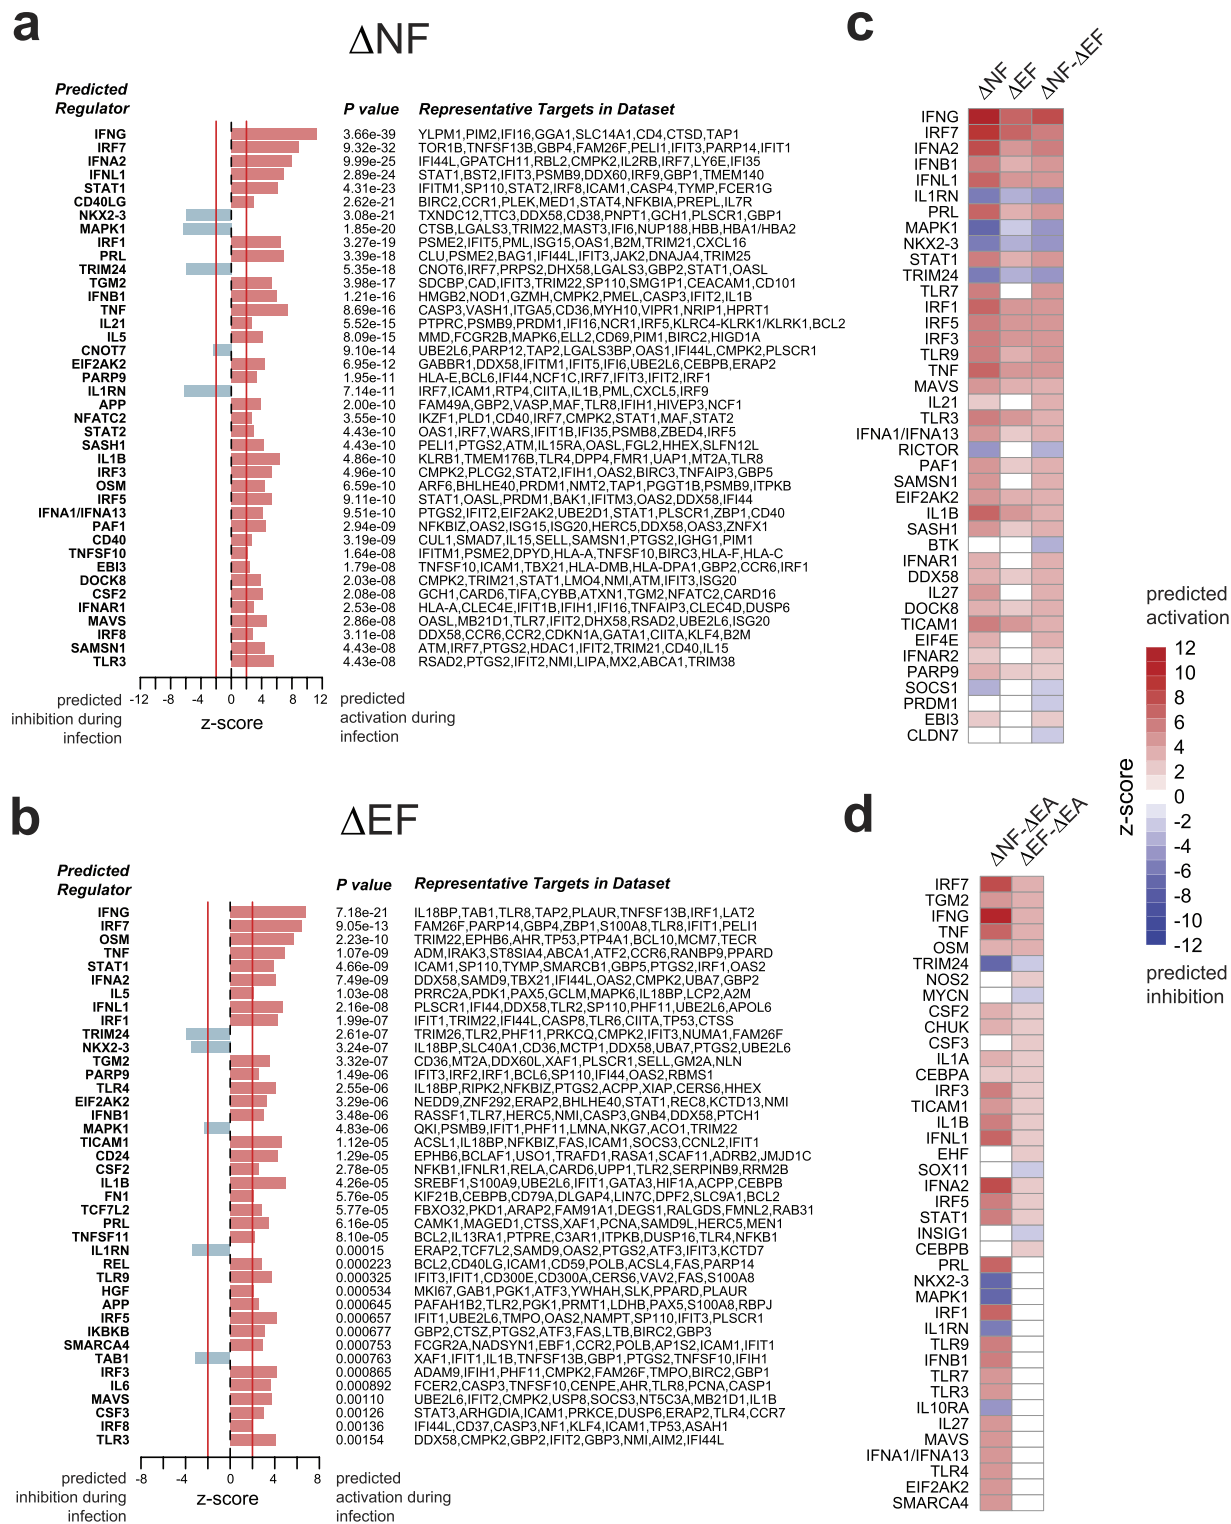 a
ΔNF
Predicted
Regulator
P value
Representative Targets in Dataset
IFNG 3.66e-39 YLPM1,PIM2,IFI16,GGA1,SLC14A1,CD4,CTSD,TAP1
IRF7 9.32e-32 TOR1B,TNFSF13B,GBP4,FAM26F,PELI1,IFIT3,PARP14,IFIT1
IFNA2 9.99e-25 IFI44L,GPATCH11,RBL2,CMPK2,IL2RB,IRF7,LY6E,IFI35
IFNL1 2.89e-24 STAT1,BST2,IFIT3,PSMB9,DDX60,IRF9,GBP1,TMEM140
STAT1 4.31e-23 IFITM1,SP110,STAT2,IRF8,ICAM1,CASP4,TYMP,FCER1G
CD40LG 2.62e-21 BIRC2,CCR1,PLEK,MED1,STAT4,NFKBIA,PREPL,IL7R
NKX2-3 3.08e-21 TXNDC12,TTC3,DDX58,CD38,PNPT1,GCH1,PLSCR1,GBP1
MAPK1 1.85e-20 CTSB,LGALS3,TRIM22,MAST3,IFI6,NUP188,HBB,HBA1/HBA2
IRF1 3.27e-19 PSME2,IFIT5,PML,ISG15,OAS1,B2M,TRIM21,CXCL16
PRL 3.39e-18 CLU,PSME2,BAG1,IFI44L,IFIT3,JAK2,DNAJA4,TRIM25
TRIM24 5.35e-18 CNOT6,IRF7,PRPS2,DHX58,LGALS3,GBP2,STAT1,OASL
TGM2 3.98e-17 SDCBP,CAD,IFIT3,TRIM22,SP110,SMG1P1,CEACAM1,CD101
IFNB1 1.21e-16 HMGB2,NOD1,GZMH,CMPK2,PMEL,CASP3,IFIT2,IL1B
TNF 8.69e-16 CASP3,VASH1,ITGA5,CD36,MYH10,VIPR1,NRIP1,HPRT1
IL21 5.52e-15 PTPRC,PSMB9,PRDM1,IFI16,NCR1,IRF5,KLRC4-KLRK1/KLRK1,BCL2
IL5 8.09e-15 MMD,FCGR2B,MAPK6,ELL2,CD69,PIM1,BIRC2,HIGD1A
CNOT7 9.10e-14 UBE2L6,PARP12,TAP2,LGALS3BP,OAS1,IFI44L,CMPK2,PLSCR1
EIF2AK2 6.95e-12 GABBR1,DDX58,IFITM1,IFIT5,IFI6,UBE2L6,CEBPB,ERAP2
PARP9 1.95e-11 HLA-E,BCL6,IFI44,NCF1C,IRF7,IFIT3,IFIT2,IRF1
IL1RN 7.14e-11 IRF7,ICAM1,RTP4,CIITA,IL1B,PML,CXCL5,IRF9
APP 2.00e-10 FAM49A,GBP2,VASP,MAF,TLR8,IFIH1,HIVEP3,NCF1
NFATC2 3.55e-10 IKZF1,PLD1,CD40,IRF7,CMPK2,STAT1,MAF,STAT2
STAT2 4.43e-10 OAS1,IRF7,WARS,IFIT1B,IFI35,PSMB8,ZBED4,IRF5
SASH1 4.43e-10 PELI1,PTGS2,ATM,IL15RA,OASL,FGL2,HHEX,SLFN12L
IL1B 4.86e-10 KLRB1,TMEM176B,TLR4,DPP4,FMR1,UAP1,MT2A,TLR8
IRF3 4.96e-10 CMPK2,PLCG2,STAT2,IFIH1,OAS2,BIRC3,TNFAIP3,GBP5
OSM 6.59e-10 ARF6,BHLHE40,PRDM1,NMT2,TAP1,PGGT1B,PSMB9,ITPKB
IRF5 9.11e-10 STAT1,OASL,PRDM1,BAK1,IFITM3,OAS2,DDX58,IFI44
IFNA1/IFNA13 9.51e-10 PTGS2,IFIT2,EIF2AK2,UBE2D1,STAT1,PLSCR1,ZBP1,CD40
PAF1 2.94e-09 NFKBIZ,OAS2,ISG15,ISG20,HERC5,DDX58,OAS3,ZNFX1
CD40 3.19e-09 CUL1,SMAD7,IL15,SELL,SAMSN1,PTGS2,IGHG1,PIM1
TNFSF10 1.64e-08 IFITM1,PSME2,DPYD,HLA-A,TNFSF10,BIRC3,HLA-F,HLA-C
EBI3 1.79e-08 TNFSF10,ICAM1,TBX21,HLA-DMB,HLA-DPA1,GBP2,CCR6,IRF1
DOCK8 2.03e-08 CMPK2,TRIM21,STAT1,LMO4,NMI,ATM,IFIT3,ISG20
CSF2 2.08e-08 GCH1,CARD6,TIFA,CYBB,ATXN1,TGM2,NFATC2,CARD16
IFNAR1 2.53e-08 HLA-A,CLEC4E,IFIT1B,IFIH1,IFI16,TNFAIP3,CLEC4D,DUSP6
MAVS 2.86e-08 OASL,MB21D1,TLR7,IFIT2,DHX58,RSAD2,UBE2L6,ISG20
IRF8 3.11e-08 DDX58,CCR6,CCR2,CDKN1A,GATA1,CIITA,KLF4,B2M
SAMSN1 4.43e-08 ATM,IRF7,PTGS2,HDAC1,IFIT2,TRIM21,CD40,IL15
TLR3 4.43e-08 RSAD2,PTGS2,IFIT2,NMI,LIPA,MX2,ABCA1,TRIM38
-12 -8 -4 0 4 8 12
z-score
predicted
inhibition during
infection
predicted
activation during
infection
b
ΔEF
Predicted
Regulator
P value
Representative Targets in Dataset
IFNG 7.18e-21 IL18BP,TAB1,TLR8,TAP2,PLAUR,TNFSF13B,IRF1,LAT2
IRF7 9.05e-13 FAM26F,PARP14,GBP4,ZBP1,S100A8,TLR8,IFIT1,PELI1
OSM 2.23e-10 TRIM22,EPHB6,AHR,TP53,PTP4A1,BCL10,MCM7,TECR
TNF 1.07e-09 ADM,IRAK3,ST8SIA4,ABCA1,ATF2,CCR6,RANBP9,PPARD
STAT1 4.66e-09 ICAM1,SP110,TYMP,SMARCB1,GBP5,PTGS2,IRF1,OAS2
IFNA2 7.49e-09 DDX58,SAMD9,TBX21,IFI44L,OAS2,CMPK2,UBA7,GBP2
IL5 1.03e-08 PRRC2A,PDK1,PAX5,GCLM,MAPK6,IL18BP,LCP2,A2M
IFNL1 2.16e-08 PLSCR1,IFI44,DDX58,TLR2,SP110,PHF11,UBE2L6,APOL6
IRF1 1.99e-07 IFIT1,TRIM22,IFI44L,CASP8,TLR6,CIITA,TP53,CTSS
TRIM24 2.61e-07 TRIM26,TLR2,PHF11,PRKCQ,CMPK2,IFIT3,NUMA1,FAM26F
NKX2-3 3.24e-07 IL18BP,SLC40A1,CD36,MCTP1,DDX58,UBA7,PTGS2,UBE2L6
TGM2 3.32e-07 CD36,MT2A,DDX60L,XAF1,PLSCR1,SELL,GM2A,NLN
PARP9 1.49e-06 IFIT3,IRF2,IRF1,BCL6,SP110,IFI44,OAS2,RBMS1
TLR4 2.55e-06 IL18BP,RIPK2,NFKBIZ,PTGS2,ACPP,XIAP,CERS6,HHEX
EIF2AK2 3.29e-06 NEDD9,ZNF292,ERAP2,BHLHE40,STAT1,REC8,KCTD13,NMI
IFNB1 3.48e-06 RASSF1,TLR7,HERC5,NMI,CASP3,GNB4,DDX58,PTCH1
MAPK1 4.83e-06 QKI,PSMB9,IFIT1,PHF11,LMNA,NKG7,ACO1,TRIM22
TICAM1 1.12e-05 ACSL1,IL18BP,NFKBIZ,FAS,ICAM1,SOCS3,CCNL2,IFIT1
CD24 1.29e-05 EPHB6,BCLAF1,USO1,TRAFD1,RASA1,SCAF11,ADRB2,JMJD1C
CSF2 2.78e-05 NFKB1,IFNLR1,RELA,CARD6,UPP1,TLR2,SERPINB9,RRM2B
IL1B 4.26e-05 SREBF1,S100A9,UBE2L6,IFIT1,GATA3,HIF1A,ACPP,CEBPB
FN1 5.76e-05 KIF21B,CEBPB,CD79A,DLGAP4,LIN7C,DPF2,SLC9A1,BCL2
TCF7L2 5.77e-05 FBXO32,PKD1,ARAP2,FAM91A1,DEGS1,RALGDS,FMNL2,RAB31
PRL 6.16e-05 CAMK1,MAGED1,CTSS,XAF1,PCNA,SAMD9L,HERC5,MEN1
TNFSF11 8.10e-05 BCL2,IL13RA1,PTPRE,C3AR1,ITPKB,DUSP16,TLR4,NFKB1
IL1RN 0.00015 ERAP2,TCF7L2,SAMD9,OAS2,PTGS2,ATF3,IFIT3,KCTD7
REL 0.000223 BCL2,CD40LG,ICAM1,CD59,POLB,ACSL4,FAS,PARP14
TLR9 0.000325 IFIT3,IFIT1,CD300E,CD300A,CERS6,VAV2,FAS,S100A8
HGF 0.000534 MKI67,GAB1,PGK1,ATF3,YWHAH,SLK,PPARD,PLAUR
APP 0.000645 PAFAH1B2,TLR2,PGK1,PRMT1,LDHB,PAX5,S100A8,RBPJ
IRF5 0.000657 IFIT1,UBE2L6,TMPO,OAS2,NAMPT,SP110,IFIT3,PLSCR1
IKBKB 0.000677 GBP2,CTSZ,PTGS2,ATF3,FAS,LTB,BIRC2,GBP3
SMARCA4 0.000753 FCGR2A,NADSYN1,EBF1,CCR2,POLB,AP1S2,ICAM1,IFIT1
TAB1 0.000763 XAF1,IFIT1,IL1B,TNFSF13B,GBP1,PTGS2,TNFSF10,IFIH1
IRF3 0.000865 ADAM9,IFIH1,PHF11,CMPK2,FAM26F,TMPO,BIRC2,GBP1
IL6 0.000892 FCER2,CASP3,TNFSF10,CENPE,AHR,TLR8,PCNA,CASP1
MAVS 0.00110 UBE2L6,IFIT2,CMPK2,USP8,SOCS3,NT5C3A,MB21D1,IL1B
CSF3 0.00126 STAT3,ARHGDIA,ICAM1,PRKCE,DUSP6,ERAP2,TLR4,CCR7
IRF8 0.00136 IFI44L,CD37,CASP3,NF1,KLF4,ICAM1,TP53,ASAH1
TLR3 0.00154 DDX58,CMPK2,GBP2,IFIT2,GBP3,NMI,AIM2,IFI44L
-8 -4 0 4 8
z-score
predicted
inhibition during
infection
predicted
activation during
infection
c
ΔNF ΔEF ΔNF-ΔEF
IFNG
IRF7
IFNA2
IFNB1
IFNL1
IL1RN
PRL
MAPK1
NKX2-3
STAT1
TRIM24
TLR7
IRF1
IRF5
IRF3
TLR9
TNF
MAVS
IL21
TLR3
IFNA1/IFNA13
RICTOR
PAF1
SAMSN1
EIF2AK2
IL1B
SASH1
BTK
IFNAR1
DDX58
IL27
DOCK8
TICAM1
EIF4E
IFNAR2
PARP9
SOCS1
PRDM1
EBI3
CLDN7
predicted
activation
12
10
8
6
4
2
0
-2
-4
-6
-8
-10
-12
z-score
predicted
inhibition
d
ΔNF-ΔEA ΔEF-ΔEA
IRF7
TGM2
IFNG
TNF
OSM
TRIM24
NOS2
MYCN
CSF2
CHUK
CSF3
IL1A
CEBPA
IRF3
TICAM1
IL1B
IFNL1
EHF
SOX11
IFNA2
IRF5
STAT1
INSIG1
CEBPB
PRL
NKX2-3
MAPK1
IRF1
IL1RN
TLR9
IFNB1
TLR7
TLR3
IL10RA
IL27
MAVS
IFNA1/IFNA13
TLR4
EIF2AK2
SMARCA4